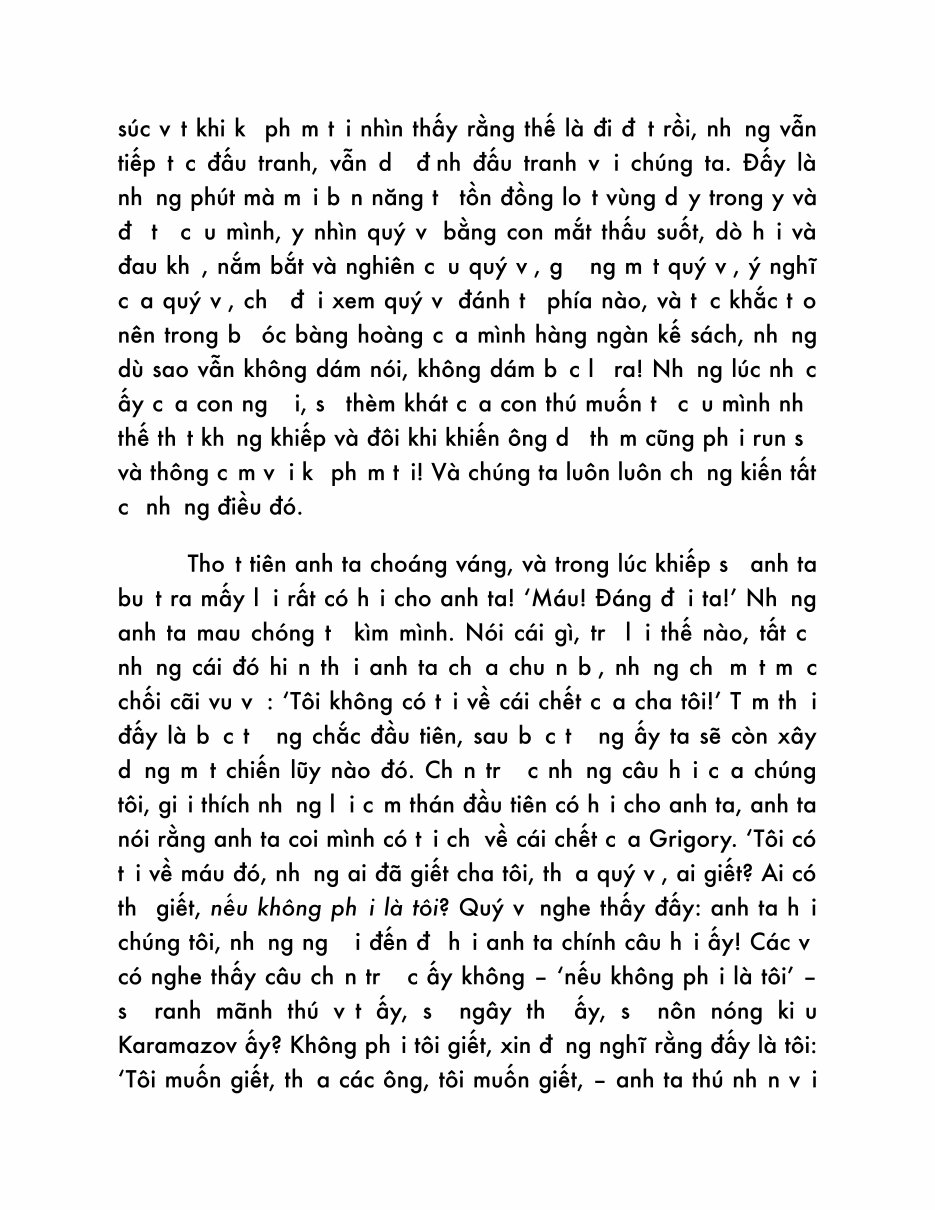 súc v t khi k ph m t i nhìn thấy rằng thế là đi đ t rồi, nh ng vẫn
tiếp t c đấu tranh, vẫn d đ nh đấu tranh v i chúng ta. Đấy là
nh ng phút mà m i b n năng t tồn đồng lo t vùng d y trong y và
đ t c u mình, y nhìn quý v bằng con mắt thấu suốt, dò h i và
đau kh , nắm bắt và nghiên c u quý v , g ng m t quý v , ý nghĩ
c a quý v , ch đ i xem quý v đánh t phía nào, và t c khắc t o
nên trong b óc bàng hoàng c a mình hàng ngàn kế sách, nh ng
dù sao vẫn không dám nói, không dám b c l ra! Nh ng lúc nh c
ấy c a con ng i, s thèm khát c a con thú muốn t c u mình nh
thế th t kh ng khiếp và đôi khi khiến ông d th m cũng ph i run s
và thông c m v i k ph m t i! Và chúng ta luôn luôn ch ng kiến tất
c nh ng điều đó.
Tho t tiên anh ta choáng váng, và trong lúc khiếp s anh ta
bu t ra mấy l i rất có h i cho anh ta! ‘Máu! Đáng đ i ta!’ Nh ng
anh ta mau chóng t kìm mình. Nói cái gì, tr l i thế nào, tất c
nh ng cái đó hi n th i anh ta ch a chu n b , nh ng ch m t m c
chối cãi vu v : ‘Tôi không có t i về cái chết c a cha tôi!’ T m th i
đấy là b c t ng chắc đầu tiên, sau b c t ng ấy ta sẽ còn xây
d ng m t chiến lũy nào đó. Ch n tr c nh ng câu h i c a chúng
tôi, gi i thích nh ng l i c m thán đầu tiên có h i cho anh ta, anh ta
nói rằng anh ta coi mình có t i ch về cái chết c a Grigory. ‘Tôi có
t i về máu đó, nh ng ai đã giết cha tôi, th a quý v , ai giết? Ai có
th giết, nếu không ph i là tôi? Quý v nghe thấy đấy: anh ta h i
chúng tôi, nh ng ng i đến đ h i anh ta chính câu h i ấy! Các v
có nghe thấy câu ch n tr c ấy không – ‘nếu không ph i là tôi’ –
s ranh mãnh thú v t ấy, s ngây th ấy, s nôn nóng ki u
Karamazov ấy? Không ph i tôi giết, xin đ ng nghĩ rằng đấy là tôi:
‘Tôi muốn giết, th a các ông, tôi muốn giết, – anh ta thú nh n v i